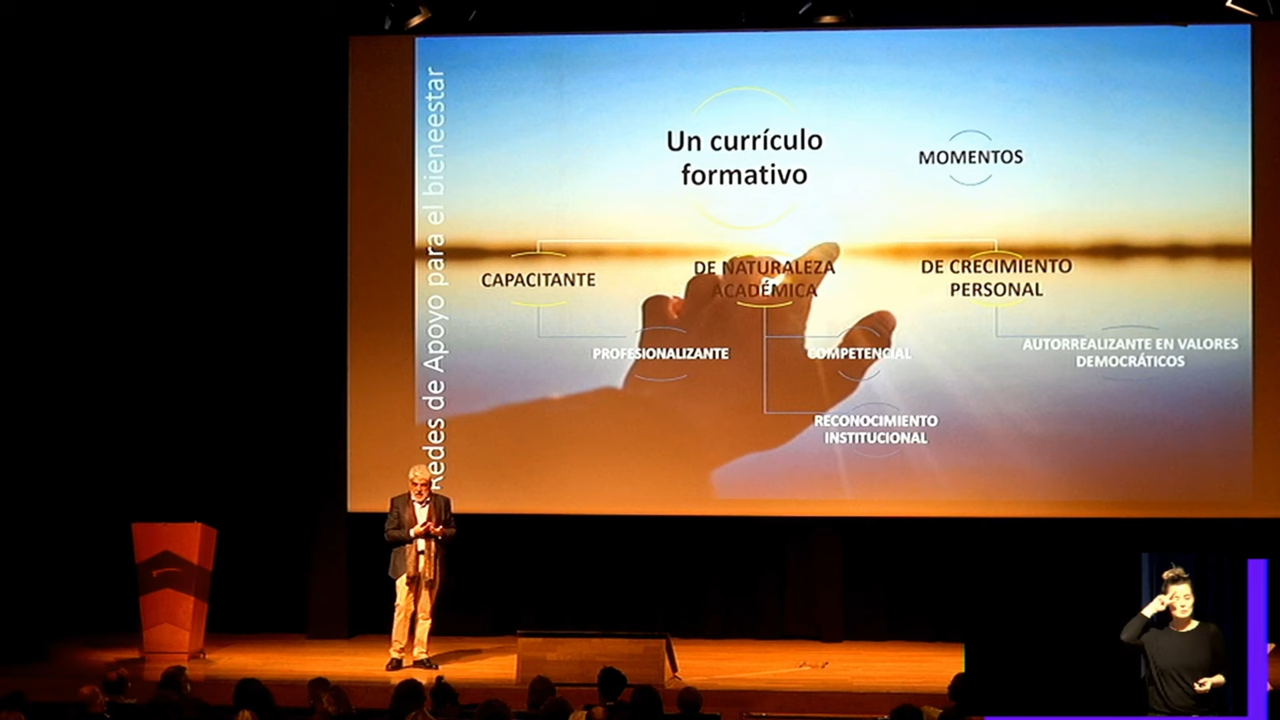 Redes de Apoyo para el bieneestar
Un currículo
formativo
MOMENTOS
CAPACITANTE
DE NATURALEZA
ACADÉMICA
DE CRECIMIENTO
PERSONAL
PROFESIONALIZANTE
COMPETENCIAL
AUTORREALIZANTE EN VALORES
DEMOCRÁTICOS
RECONOCIMIENTO
INSTITUCIONAL